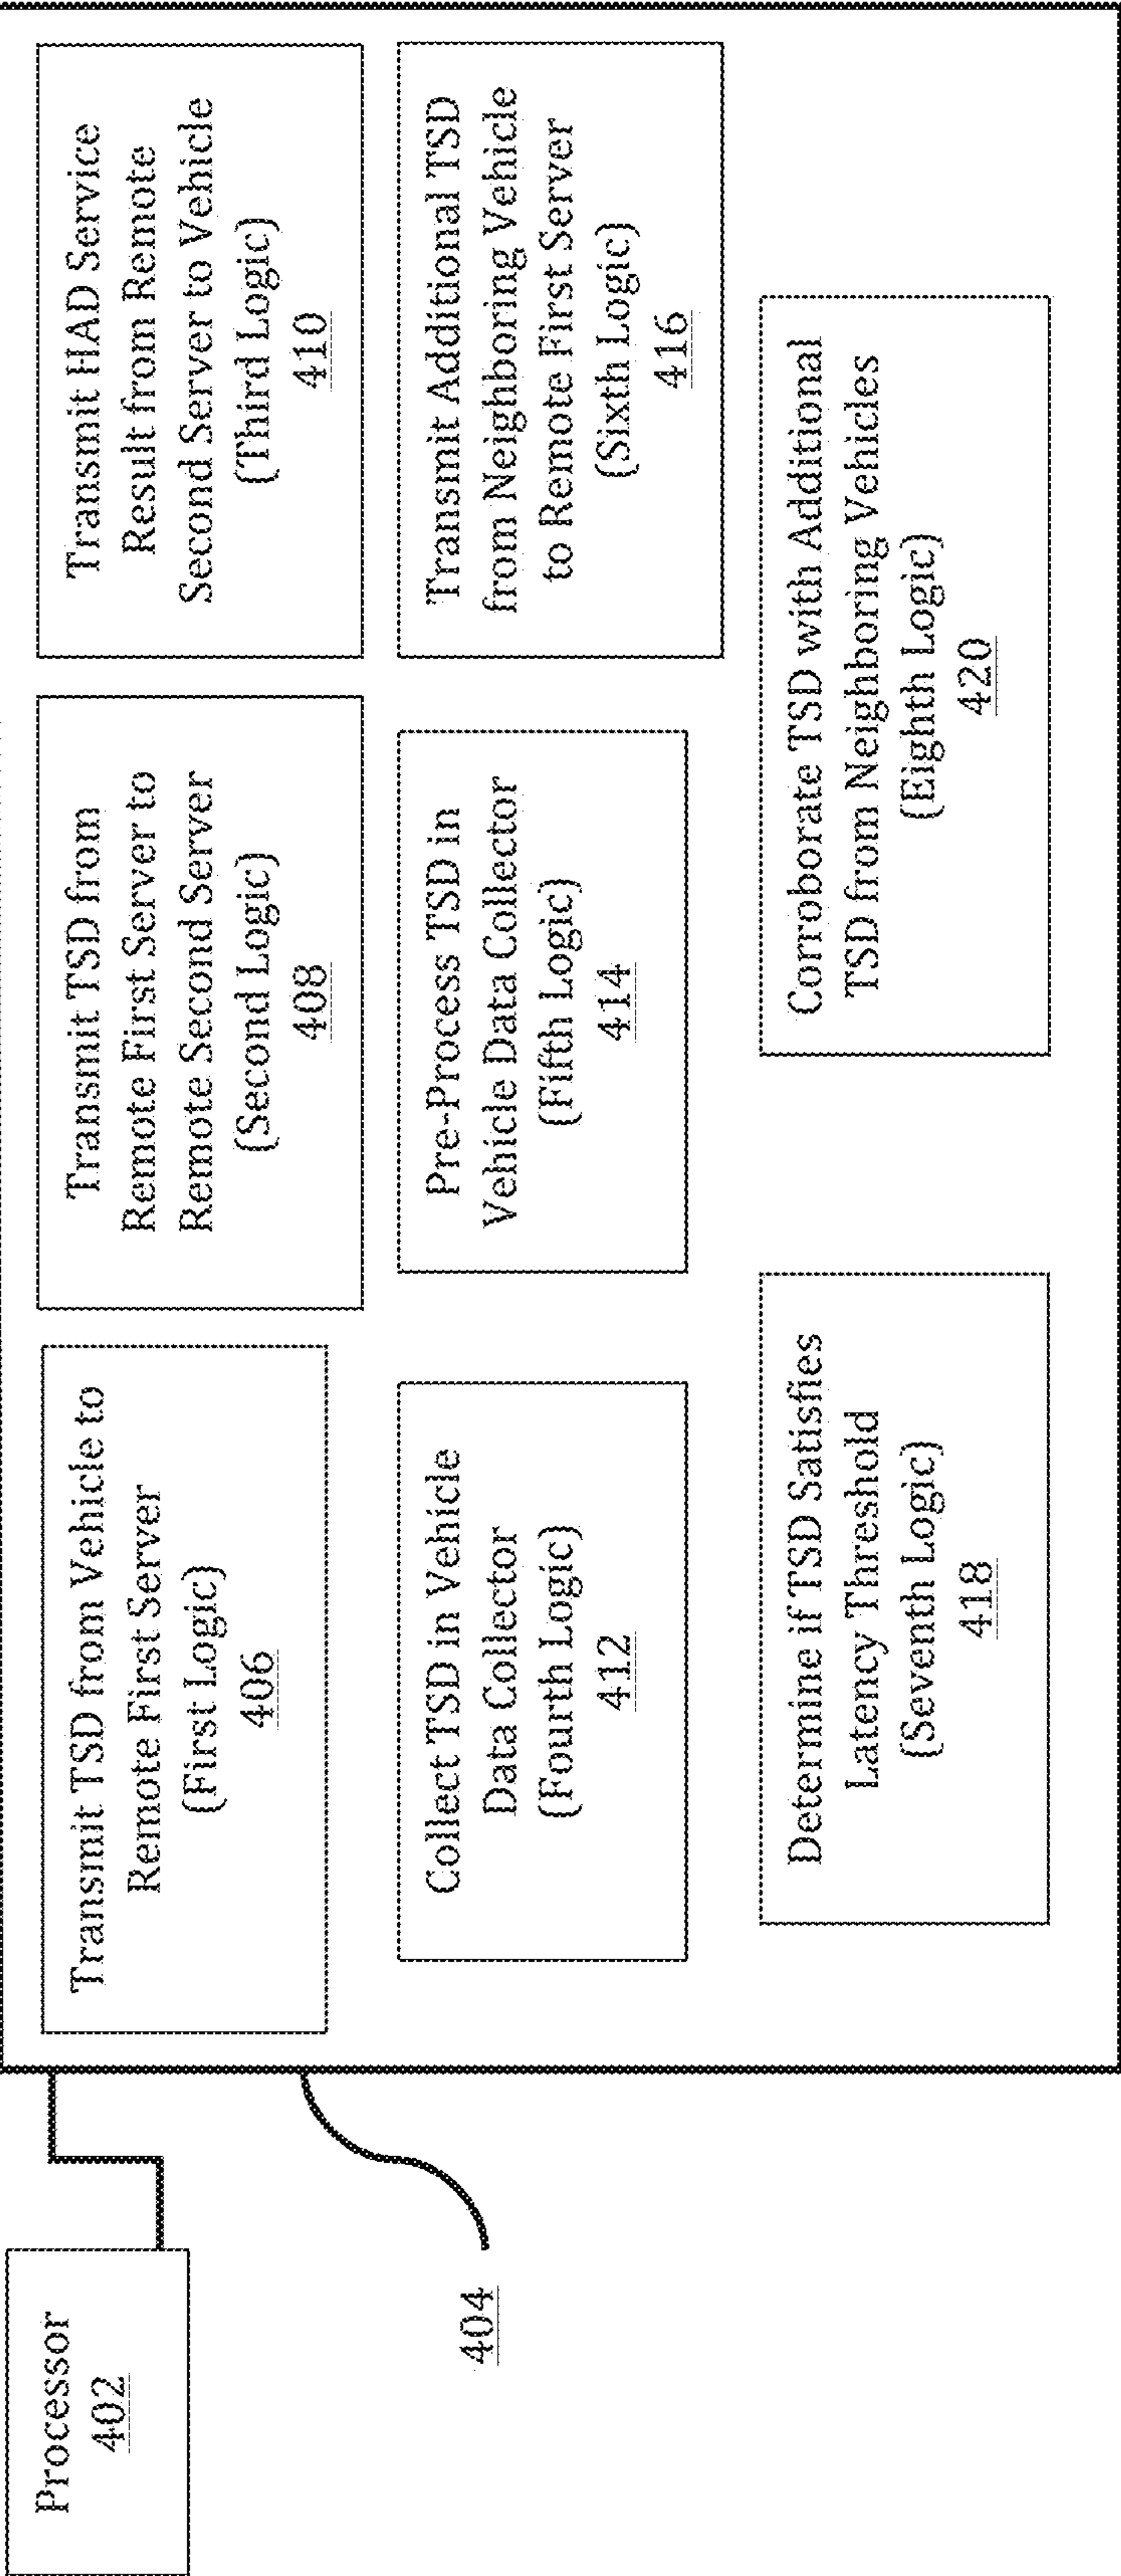 Processor
402
404
Transmit TSD from Vehicle to
Remote First Server
(First Logic)
406
Transmit TSD from
Remote First Server to
Remote Second Server
(Second Logic)
408
Transmit HAD Service
Result from Remote
Second Server to Vehicle
(Third Logic)
410
Collect TSD in Vehicle
Data Collector
(Fourth Logic)
412
Pre-Process TSD in
Vehicle Data Collector
(Fifth Logic)
414
Transmit Additional TSD
from Neighboring Vehicle
to Remote First Server
(Sixth Logic)
416
Determine if TSD Satisfies
Latency Threshold
(Seventh Logic)
418
Corroborate TSD with Additional
TSD from Neighboring Vehicles
(Eighth Logic)
420